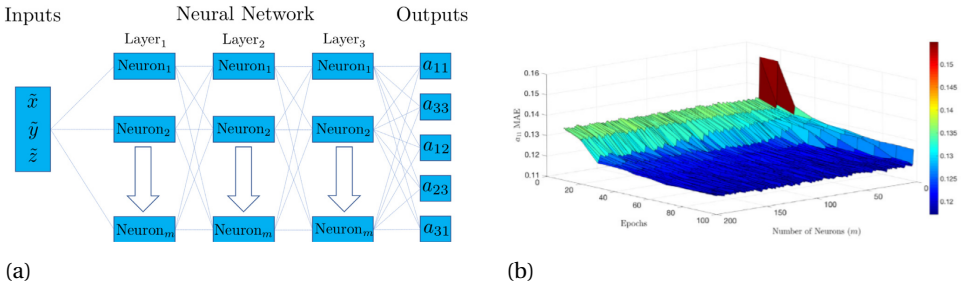 Inputs
Neural Network
Outputs
Layer₁
Layer₂
Layer₃
x̃
ỹ
z̃
Neuron₁
Neuron₁
Neuron₁
Neuron₂
Neuron₂
Neuron₂
Neuronₘ
Neuronₘ
Neuronₘ
a₁₁
a₃₃
a₁₂
a₂₃
a₃₁
(a)
a₁₁ MAE
0.16
0.15
0.14
0.13
0.12
0.11
0
20
40
60
80
100
Epochs
200
150
100
50
0
Number of Neurons (m)
0.15
0.145
0.14
0.135
0.13
0.125
0.12
(b)